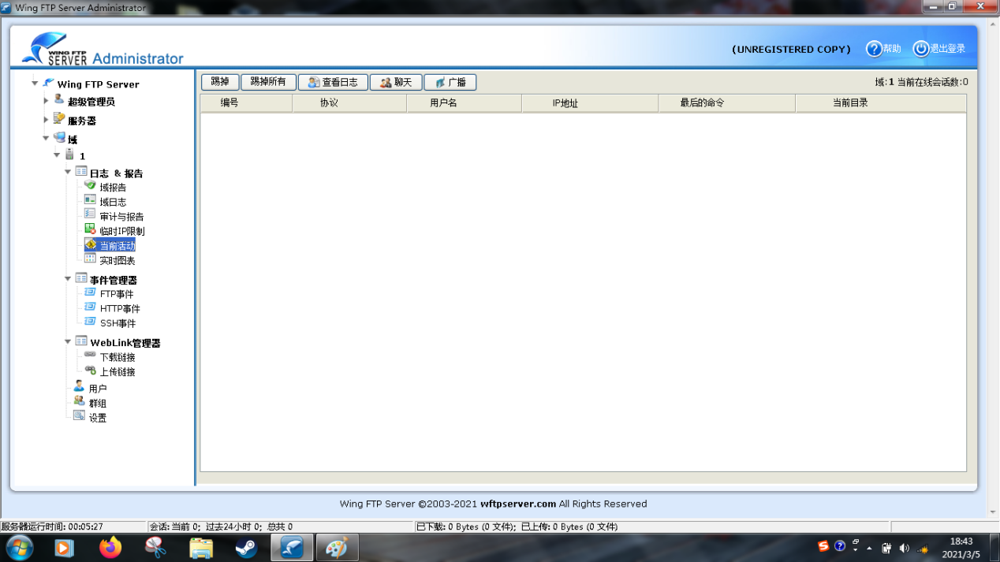 Wing FTP Server Administrator
WING FTP
SERVER Administrator
(UNREGISTERED COPY)
帮助
退出登录
Wing FTP Server
超级管理员
服务器
域
1
日志 & 报告
域报告
域日志
审计与报告
临时IP限制
当前活动
实时图表
事件管理器
FTP事件
HTTP事件
SSH事件
WebLink管理器
下载链接
上传链接
用户
群组
设置
踢掉 踢掉所有 查看日志 聊天 广播
域:1 当前在线会话数:0
编号 协议 用户名 IP地址 最后的命令 当前目录
Wing FTP Server ©2003-2021 wftpserver.com All Rights Reserved
服务器运行时间: 00:05:27 会话: 当前 0; 过去24小时 0; 总共 0 已下载: 0 Bytes (0 文件); 已上传: 0 Bytes (0 文件)
18:43
2021/3/5